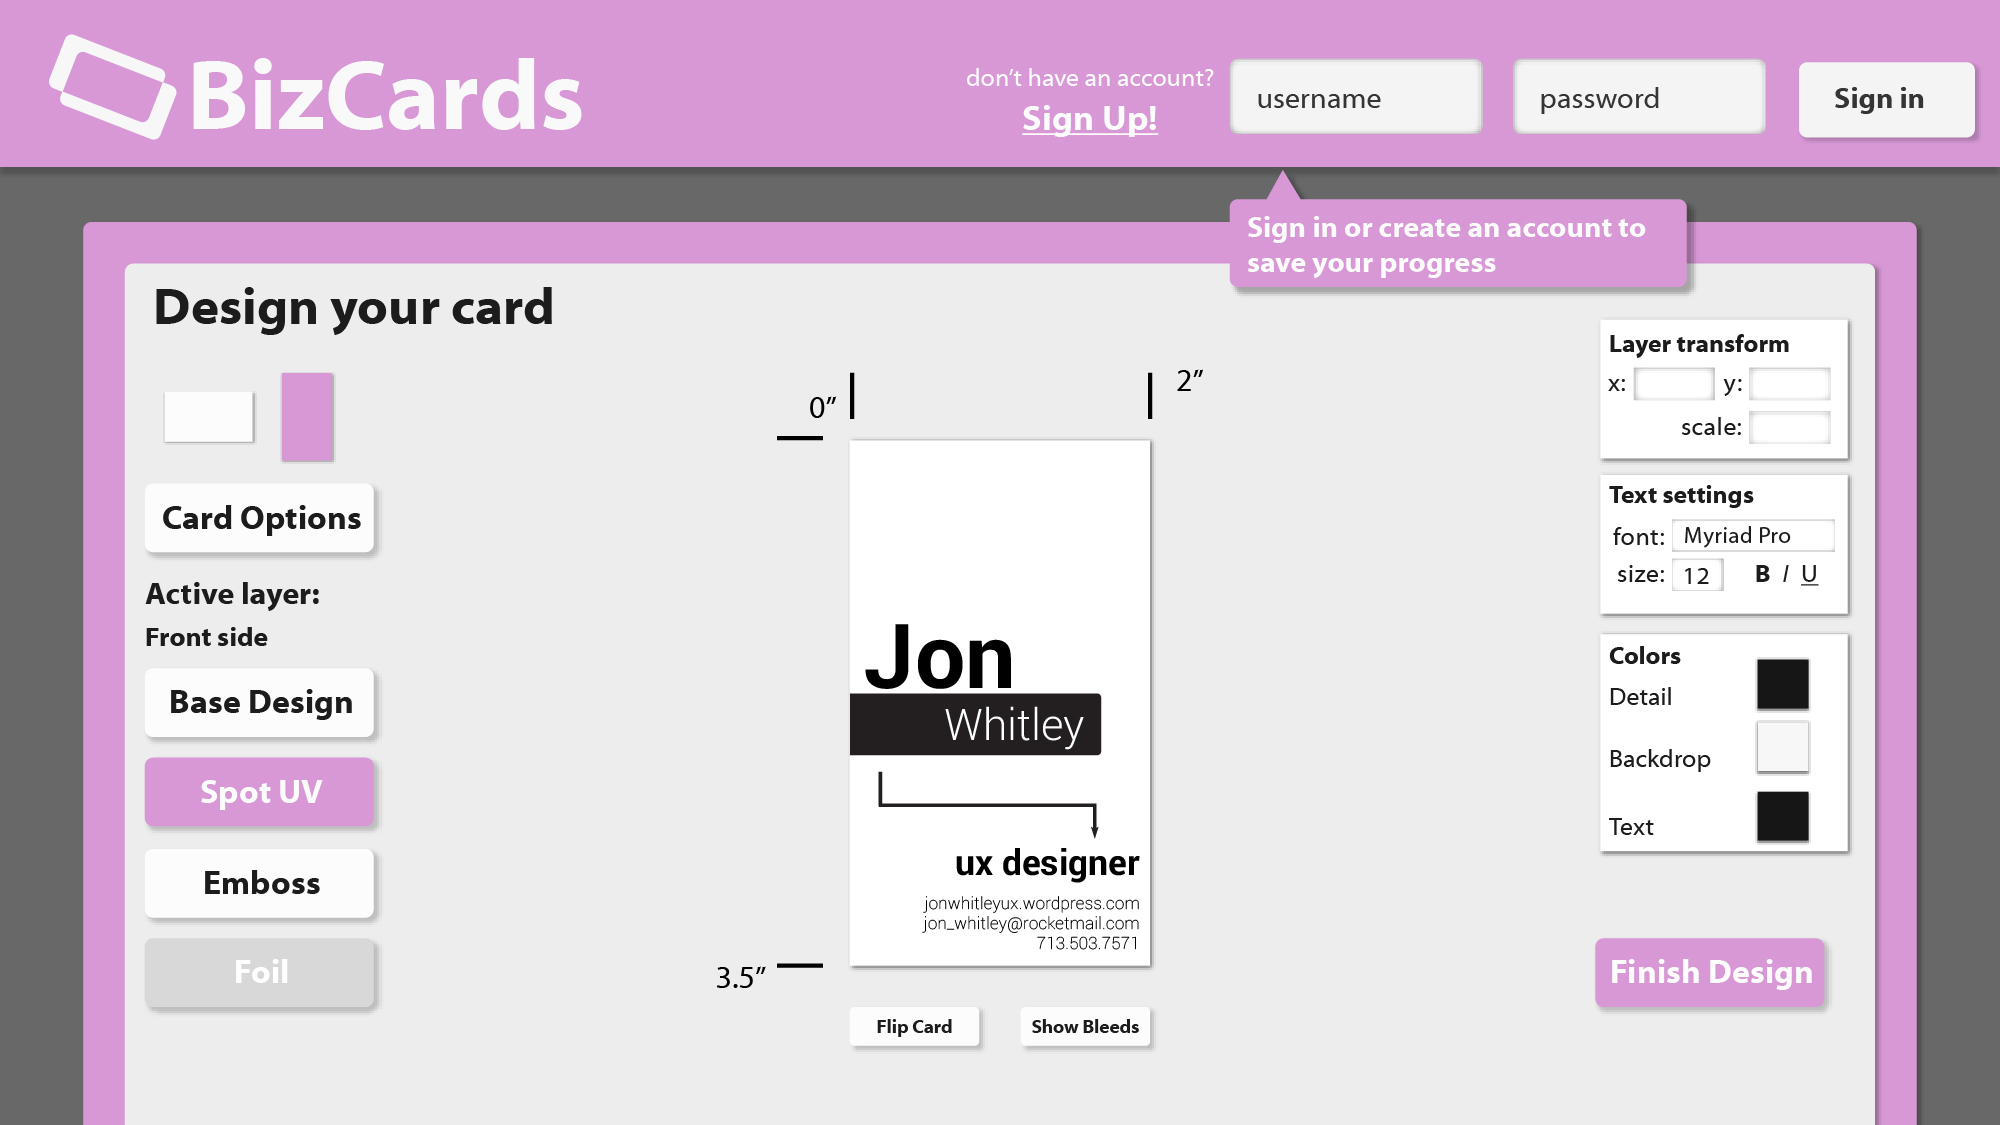 BizCards
don’t have an account?
Sign Up!
username
password
Sign in
Sign in or create an account to
save your progress
Design your card
Card Options
Active layer:
Front side
Base Design
Spot UV
Emboss
Foil
0”
2”
3.5”
Jon
Whitley
ux designer
jonwhitleyux.wordpress.com
jon_whitley@rocketmail.com
713.503.7571
Flip Card
Show Bleeds
Layer transform
x: y:
scale:
Text settings
font: Myriad Pro
size: 12 B I U
Colors
Detail
Backdrop
Text
Finish Design